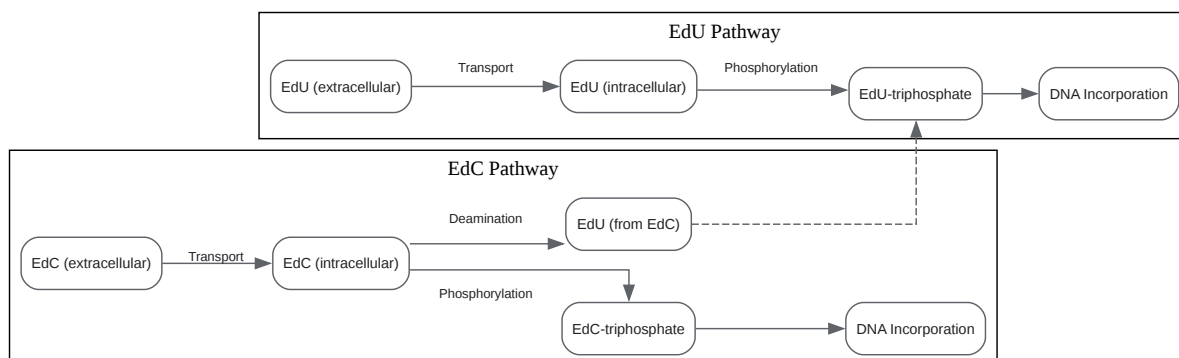 EdU Pathway
EdU (extracellular)
Transport
EdU (intracellular)
Phosphorylation
EdU-triphosphate
DNA Incorporation
EdC Pathway
EdC (extracellular)
Transport
EdC (intracellular)
Deamination
EdU (from EdC)
Phosphorylation
EdC-triphosphate
DNA Incorporation